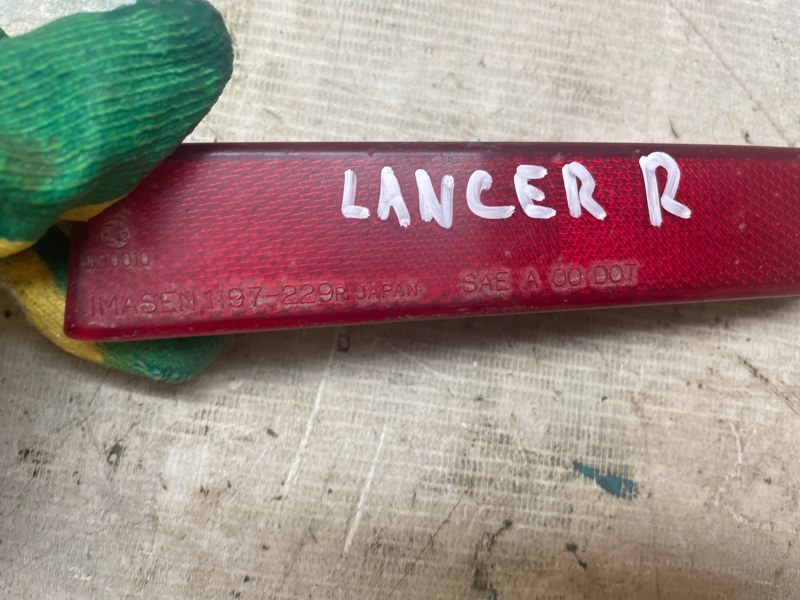 LANCER R
IMASEN 1197-229R JAPAN SAE A 00 DOT